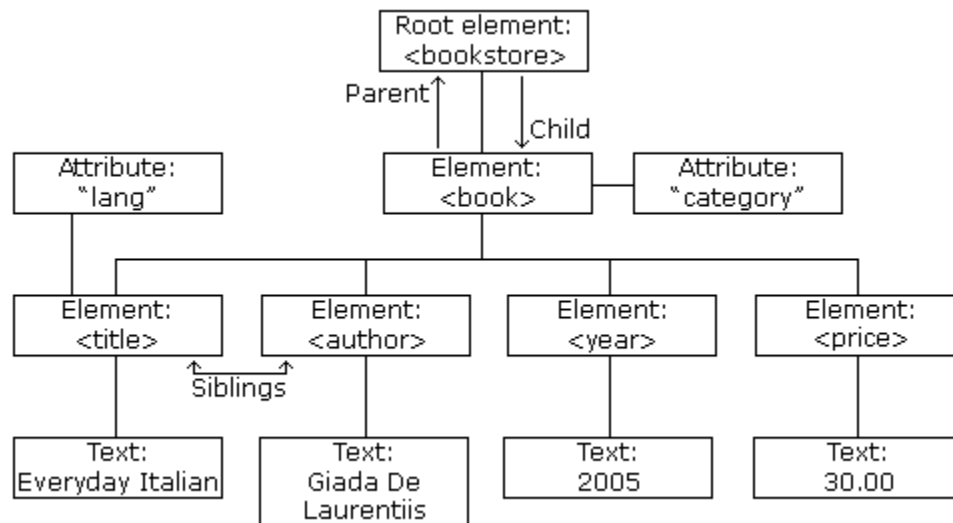 Root element:
<bookstore>
Parent
Child
Attribute:
"lang"
Element:
<book>
Attribute:
"category"
Element:
<title>
Element:
<author>
Element:
<year>
Element:
<price>
Siblings
Text:
Everyday Italian
Text:
Giada De
Laurentiis
Text:
2005
Text:
30.00